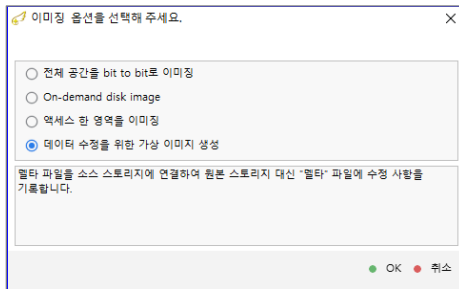 이미징 옵션을 선택해 주세요.
전체 공간을 bit to bit로 이미징
On-demand disk image
액세스 한 영역을 이미징
데이터 수정을 위한 가상 이미지 생성
멜타 파일을 소스 스토리지에 연결하여 원본 스토리지 대신 "멜타" 파일에 수정 사항을
기록합니다.
OK
취소